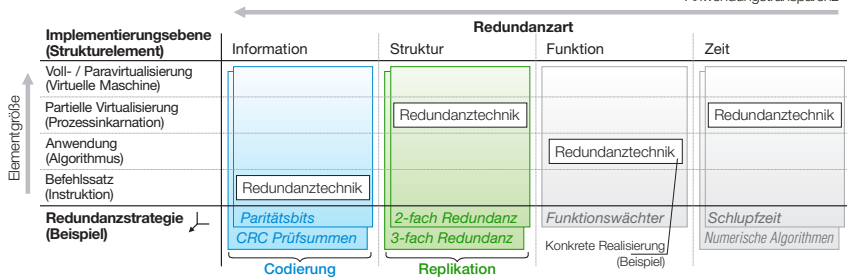 Anwendungstransparenz
Redundanzart
Implementierungsebene
(Strukturelement)
Information
Struktur
Funktion
Zeit
Elementgröße
Voll- / Paravirtualisierung
(Virtuelle Maschine)
Partielle Virtualisierung
(Prozessinkarnation)
Redundanztechnik
Redundanztechnik
Anwendung
(Algorithmus)
Redundanztechnik
Befehlssatz
(Instruktion)
Redundanztechnik
Redundanzstrategie
(Beispiel)
Paritätsbits
2-fach Redundanz
Funktionswächter
Schlupfzeit
CRC Prüfsummen
3-fach Redundanz
Konkrete Realisierung
(Beispiel)
Numerische Algorithmen
Codierung
Replikation